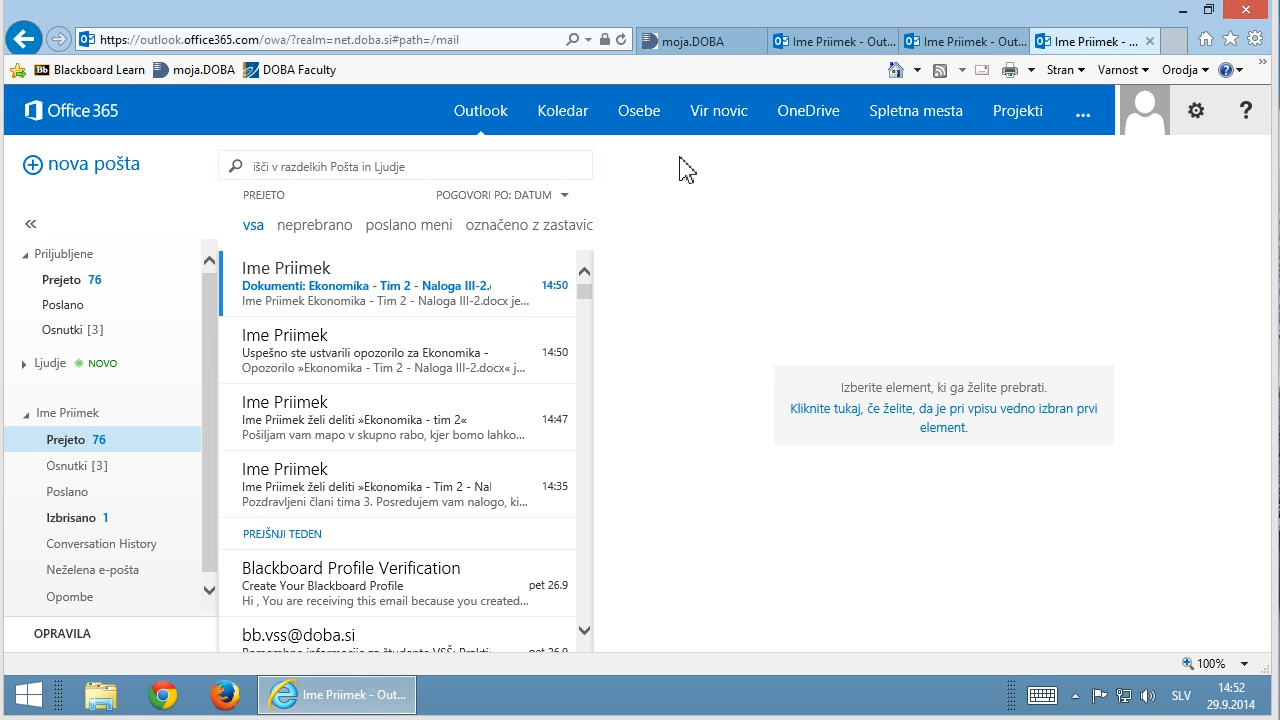 https://outlook.office365.com/owa/?realm=net.doba.si#path=/mail
moja.DOBA
Ime Priimek - Out...
Ime Priimek - Out...
Ime Priimek - ...
Bb Blackboard Learn
moja.DOBA
DOBA Faculty
Stran
Varnost
Orodja
Office 365
Outlook
Koledar
Osebe
Vir novic
OneDrive
Spletna mesta
Projekti
...
?
nova pošta
išči v razdelkih Pošta in Ljudje
PREJETO
POGOVORI PO: DATUM
vsa
neprebrano
poslano meni
označeno z zastavic
Priljubljene
Prejeto 76
Poslano
Osnutki [3]
Ljudje NOVO
Ime Priimek
Prejeto 76
Osnutki [3]
Poslano
Izbrisano 1
Conversation History
Neželena e-pošta
Opombe
OPRAVILA
Ime Priimek
Dokumenti: Ekonomika - Tim 2 - Naloga III-2. 14:50
Ime Priimek Ekonomika - Tim 2 - Naloga III-2.docx je...
Ime Priimek
Uspešno ste ustvarili opozorilo za Ekonomika - 14:50
Opozorilo »Ekonomika - Tim 2 - Naloga III-2.docx« j...
Ime Priimek
Ime Priimek želi deliti »Ekonomika - tim 2« 14:47
Pošiljam vam mapo v skupno rabo, kjer bomo lahko...
Ime Priimek
Ime Priimek želi deliti »Ekonomika - Tim 2 - Nal 14:35
Pozdravljeni člani tima 3. Posredujem vam nalogo, ki...
PREJŠNJI TEDEN
Blackboard Profile Verification
Create Your Blackboard Profile pet 26.9
Hi , You are receiving this email because you created...
bb.vss@doba.si
Izberite element, ki ga želite prebrati.
Kliknite tukaj, če želite, da je pri vpisu vedno izbran prvi
element.
100%
Ime Priimek - Out...
SLV
14:52
29.9.2014